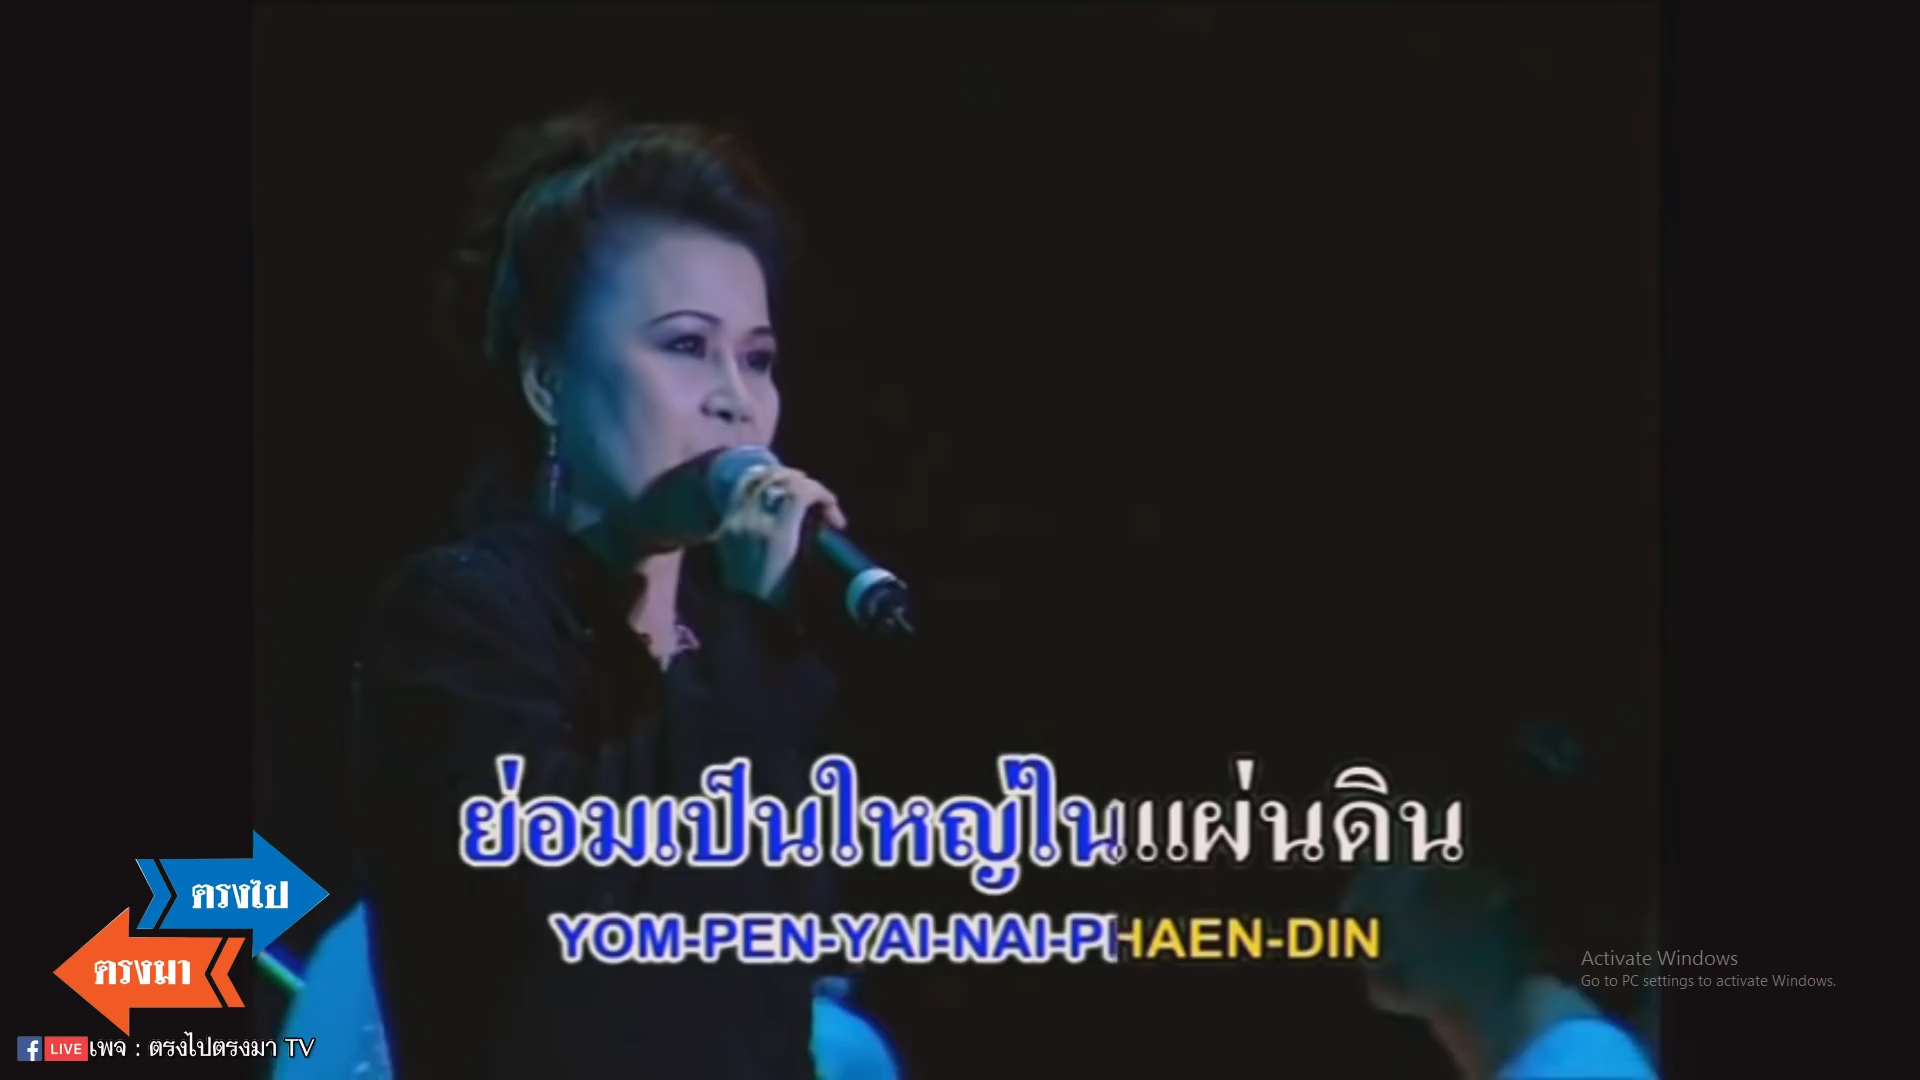 ย่อมเป็นใหญ่ในแผ่นดิน
YOM-PEN-YAI-NAI-PHAEN-DIN
ตรงไป
ตรงมา
LIVE เพจ : ตรงไปตรงมา TV
Activate Windows
Go to PC settings to activate Windows.